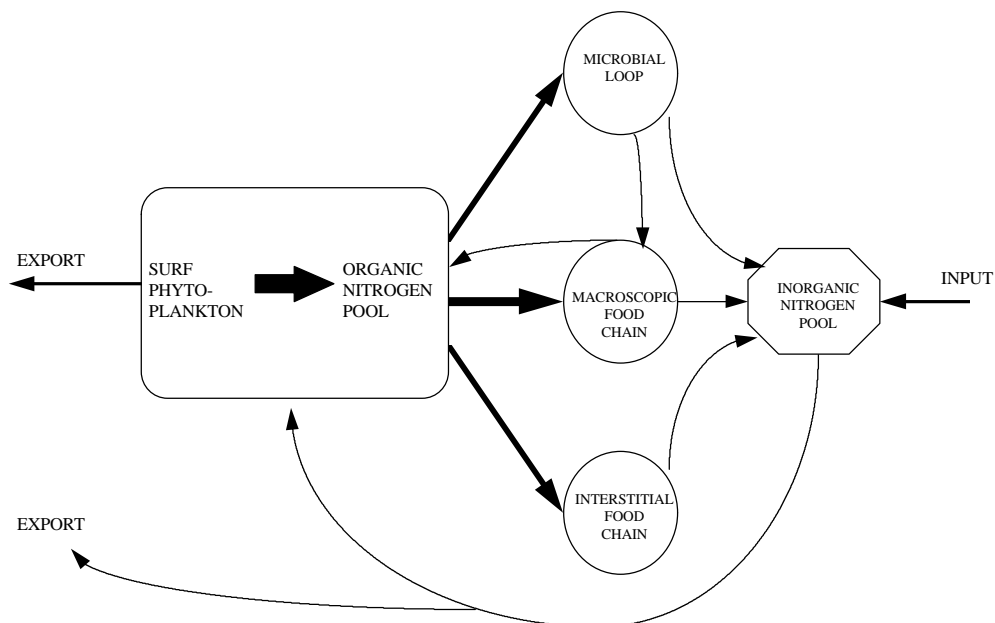 MICROBIAL
LOOP
EXPORT
SURF
PHYTO-
PLANKTON
ORGANIC
NITROGEN
POOL
MACROSCOPIC
FOOD
CHAIN
INORGANIC
NITROGEN
POOL
INPUT
INTERSTITIAL
FOOD
CHAIN
EXPORT